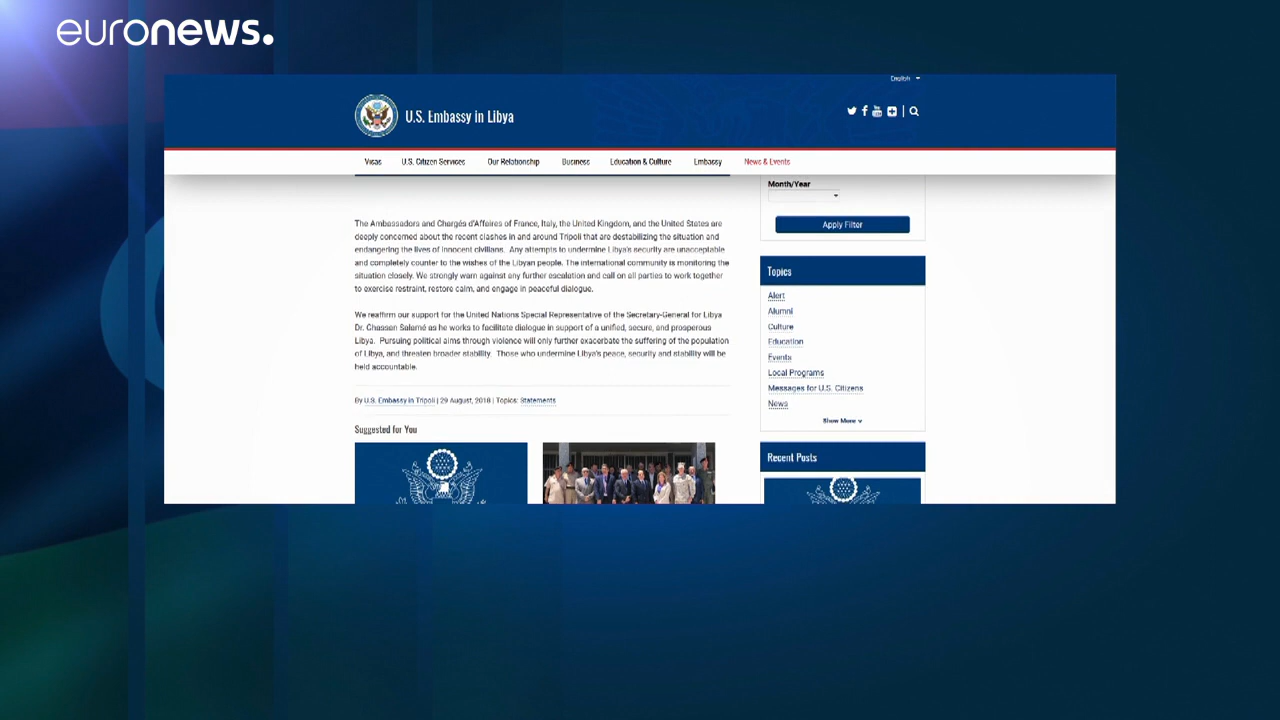 euronews.
English
U.S. Embassy in Libya
Visas U.S. Citizen Services Our Relationship Business Education & Culture Embassy News & Events
Month/Year
Apply Filter
The Ambassadors and Chargés d'Affaires of France, Italy, the United Kingdom, and the United States are
deeply concerned about the recent clashes in and around Tripoli that are destabilizing the situation and
endangering the lives of innocent civilians. Any attempts to undermine Libya's security are unacceptable
and completely counter to the wishes of the Libyan people. The international community is monitoring the
situation closely. We strongly warn against any further escalation and call on all parties to work together
to exercise restraint, restore calm, and engage in peaceful dialogue.
We reaffirm our support for the United Nations Special Representative of the Secretary-General for Libya
Dr. Ghassan Salamé as he works to facilitate dialogue in support of a unified, secure, and prosperous
Libya. Pursuing political aims through violence will only further exacerbate the suffering of the population
of Libya, and threaten broader stability. Those who undermine Libya's peace, security and stability will be
held accountable.
By U.S. Embassy in Tripoli | 29 August, 2018 | Topics: Statements
Suggested for You
Topics
Alert
Alumni
Culture
Education
Events
Local Programs
Messages for U.S. Citizens
News
Show More
Recent Posts